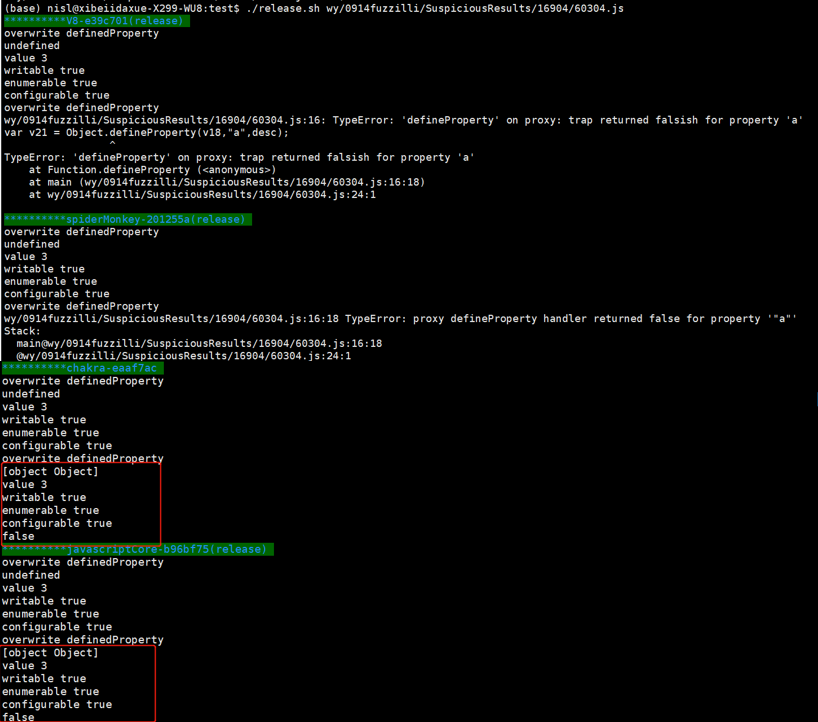 (base) nisl@xibeiidaxue-X299-WU8:test$ ./release.sh wy/0914fuzzilli/SuspiciousResults/16904/60304.js
**********V8-e39c701(release)
overwrite definedProperty
undefined
value 3
writable true
enumerable true
configurable true
overwrite definedProperty
wy/0914fuzzilli/SuspiciousResults/16904/60304.js:16: TypeError: 'defineProperty' on proxy: trap returned falsish for property 'a'
var v21 = Object.defineProperty(v18,"a",desc);
^
TypeError: 'defineProperty' on proxy: trap returned falsish for property 'a'
at Function.defineProperty (<anonymous>)
at main (wy/0914fuzzilli/SuspiciousResults/16904/60304.js:16:18)
at wy/0914fuzzilli/SuspiciousResults/16904/60304.js:24:1
**********spiderMonkey-201255a(release)
overwrite definedProperty
undefined
value 3
writable true
enumerable true
configurable true
overwrite definedProperty
wy/0914fuzzilli/SuspiciousResults/16904/60304.js:16:18 TypeError: proxy defineProperty handler returned false for property '"a"'
Stack:
main@wy/0914fuzzilli/SuspiciousResults/16904/60304.js:16:18
@wy/0914fuzzilli/SuspiciousResults/16904/60304.js:24:1
**********chakra-eaaf7ac
overwrite definedProperty
undefined
value 3
writable true
enumerable true
configurable true
overwrite definedProperty
[object Object]
value 3
writable true
enumerable true
configurable true
false
**********javascriptCore-b96bf75(release)
overwrite definedProperty
undefined
value 3
writable true
enumerable true
configurable true
overwrite definedProperty
[object Object]
value 3
writable true
enumerable true
configurable true
false